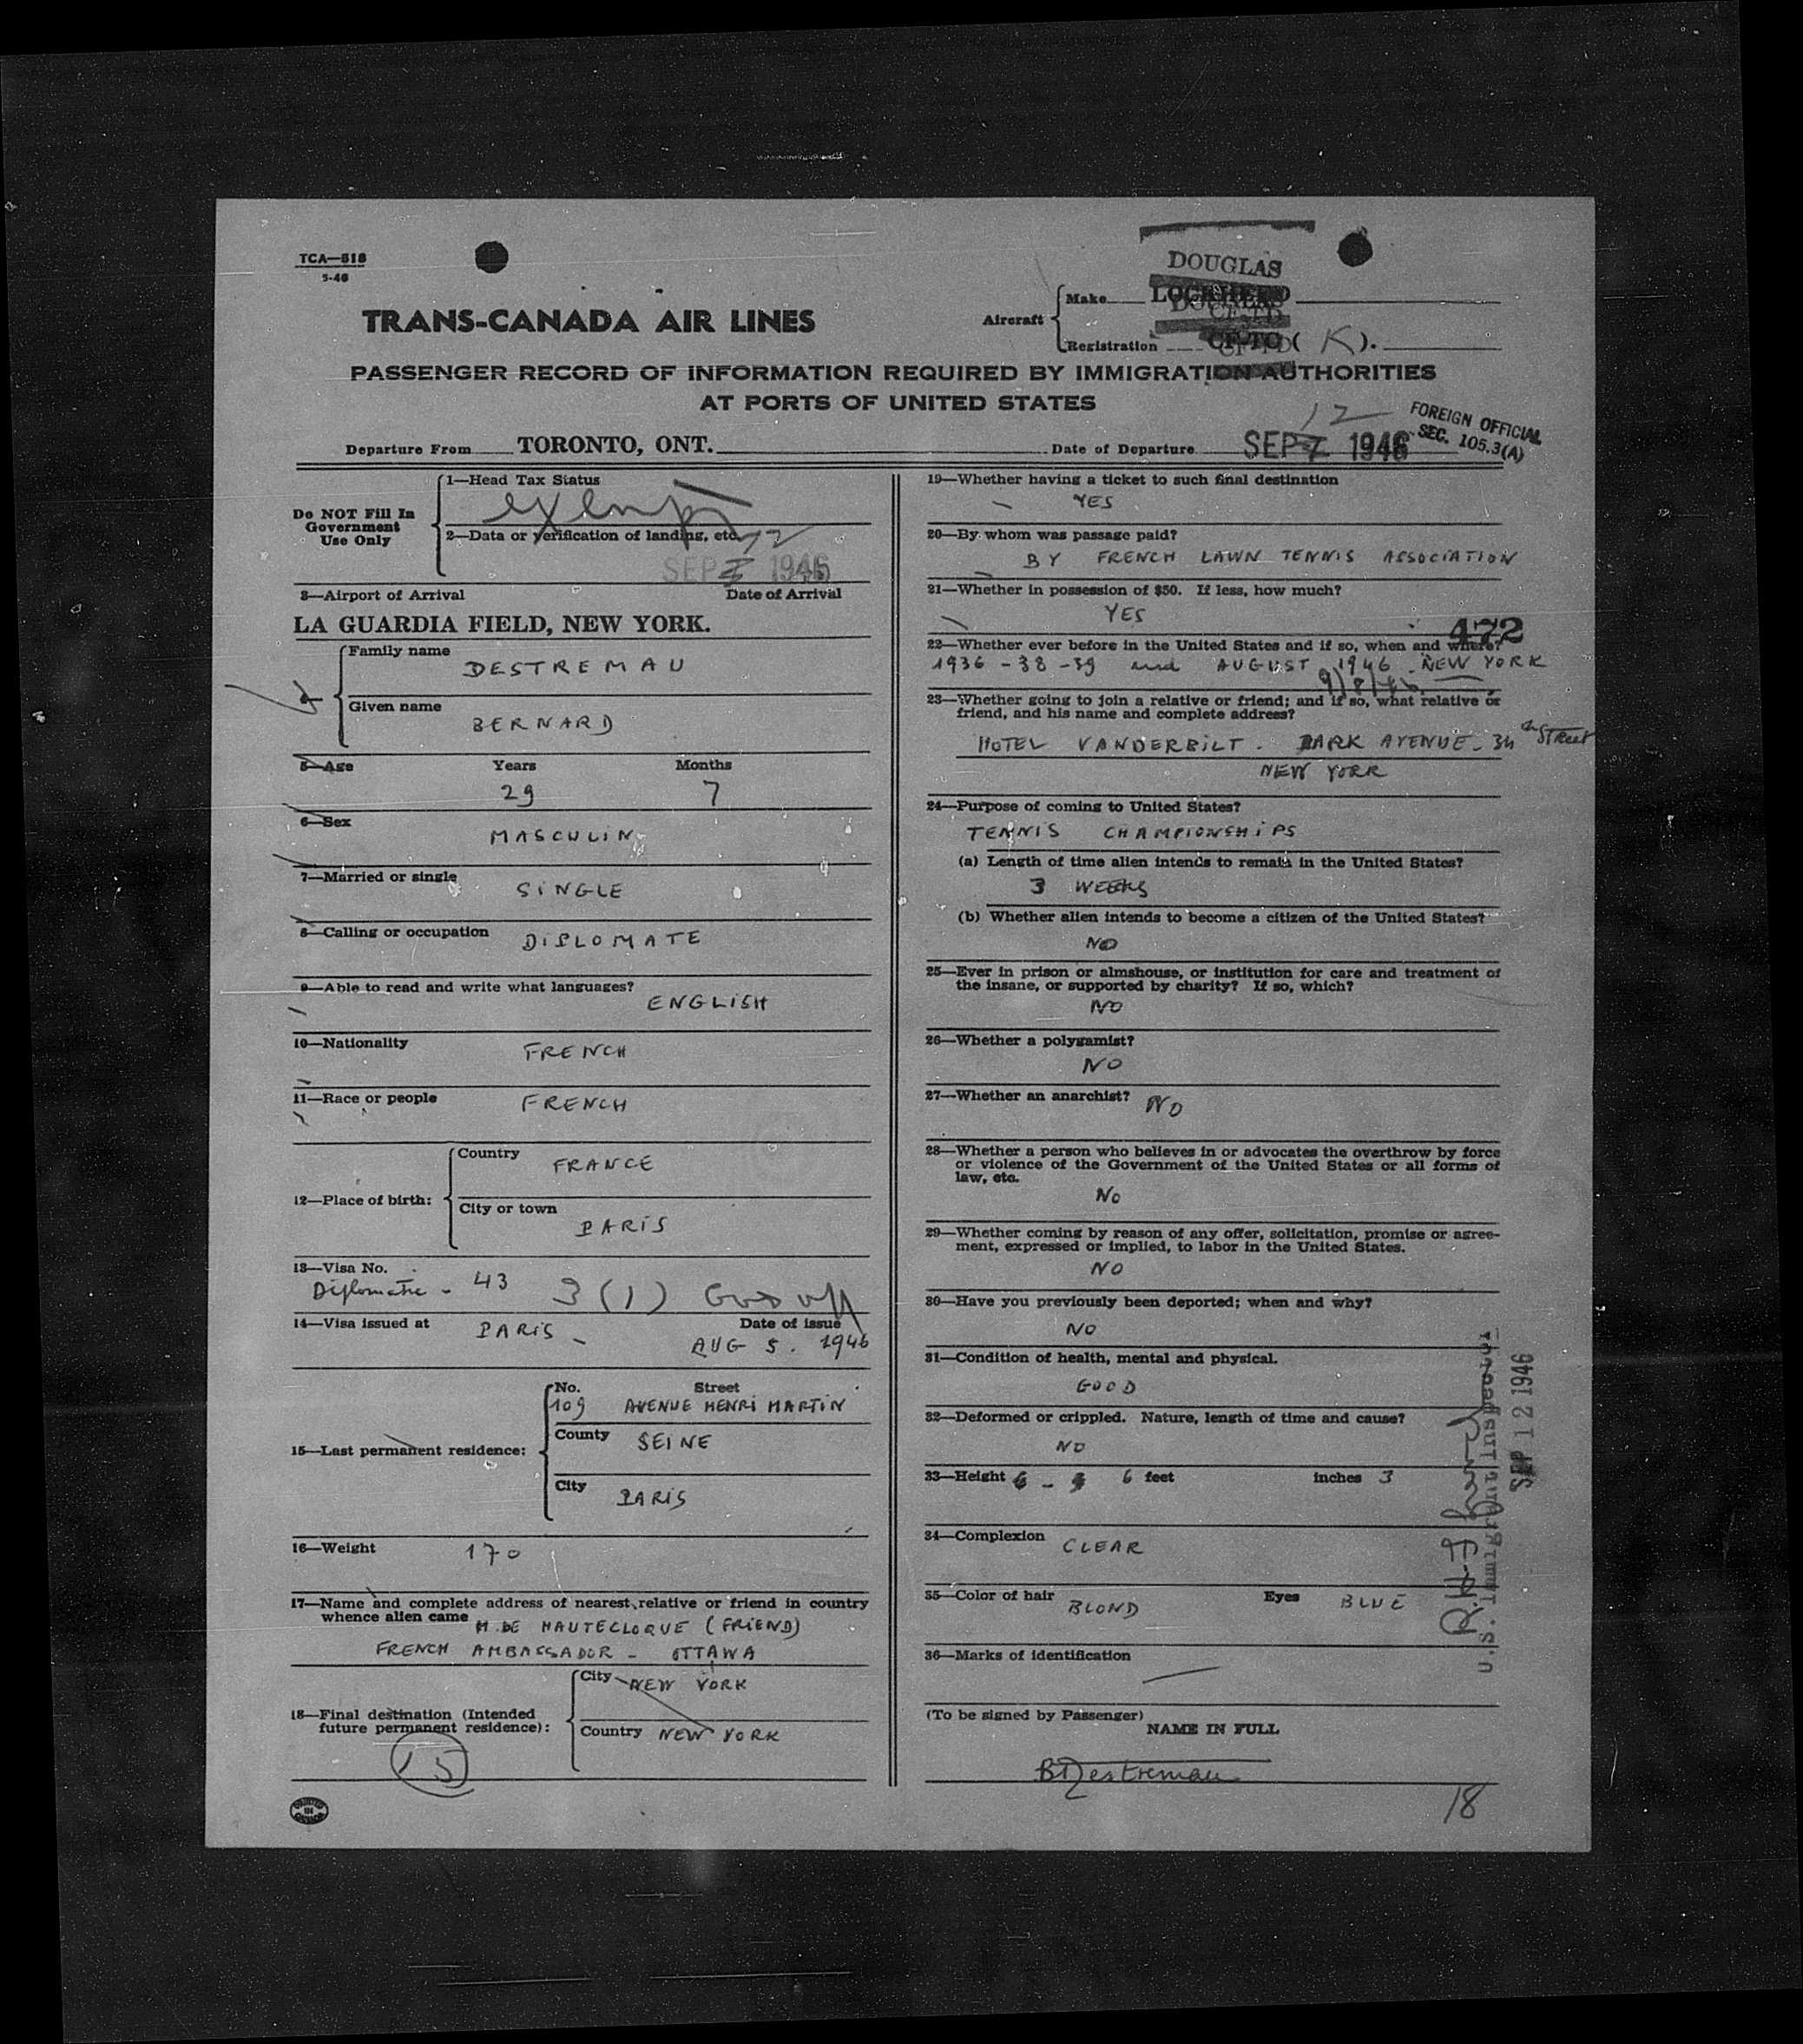 TCA—518
5-46
DOUGLAS
Make LOCKHEED
TRANS-CANADA AIR LINES
Aircraft
Registration CF-TD ( K ).
PASSENGER RECORD OF INFORMATION REQUIRED BY IMMIGRATION AUTHORITIES
AT PORTS OF UNITED STATES
12
FOREIGN OFFICIAL
SEC. 105.3(A)
Departure From TORONTO, ONT. Date of Departure SEP 7 1946
Do NOT Fill In
Government
Use Only
1—Head Tax Status
exempt
2—Data or verification of landing, etc.
12
SEP 7 1946
3—Airport of Arrival Date of Arrival
LA GUARDIA FIELD, NEW YORK.
Family name
DESTREMAU
Given name
BERNARD
5—Age Years Months
29 7
6—Sex
MASCULIN
7—Married or single
SINGLE
8—Calling or occupation
DIPLOMATE
9—Able to read and write what languages?
ENGLISH
10—Nationality
FRENCH
11—Race or people
FRENCH
12—Place of birth:
Country
FRANCE
City or town
PARIS
13—Visa No.
Diplomatic - 43 3 (1)
14—Visa issued at PARIS - Date of issue
AUG 5. 1946
15—Last permanent residence:
No. Street
109 AVENUE HENRI MARTIN
County SEINE
City PARIS
16—Weight 170
17—Name and complete address of nearest relative or friend in country
whence alien came M. DE HAUTECLOQUE (FRIEND)
FRENCH AMBASSADOR - OTTAWA
18—Final destination (Intended
future permanent residence):
City NEW YORK
Country NEW YORK
15
19—Whether having a ticket to such final destination
YES
20—By whom was passage paid?
BY FRENCH LAWN TENNIS ASSOCIATION
21—Whether in possession of $50. If less, how much?
YES
472
22—Whether ever before in the United States and if so, when and where?
1936 - 38 - 39 and AUGUST 1946 NEW YORK
9/8/46
23—Whether going to join a relative or friend; and if so, what relative or
friend, and his name and complete address?
HOTEL VANDERBILT. PARK AVENUE. 34 th STREET
NEW YORK
24—Purpose of coming to United States?
TENNIS CHAMPIONSHIPS
(a) Length of time alien intends to remain in the United States?
3 WEEKS
(b) Whether alien intends to become a citizen of the United States?
NO
25—Ever in prison or almshouse, or institution for care and treatment of
the insane, or supported by charity? If so, which?
NO
26—Whether a polygamist?
NO
27—Whether an anarchist? NO
28—Whether a person who believes in or advocates the overthrow by force
or violence of the Government of the United States or all forms of
law, etc.
NO
29—Whether coming by reason of any offer, solicitation, promise or agree-
ment, expressed or implied, to labor in the United States.
NO
30—Have you previously been deported; when and why?
NO
31—Condition of health, mental and physical.
GOOD
32—Deformed or crippled. Nature, length of time and cause?
NO
33—Height 6 feet inches 3
34—Complexion CLEAR
35—Color of hair BLOND Eyes BLUE
36—Marks of identification
(To be signed by Passenger)
NAME IN FULL
BDestremau
U.S. Immigrant Inspector
SEP 12 1946
18
PRINTED
IN
CANADA